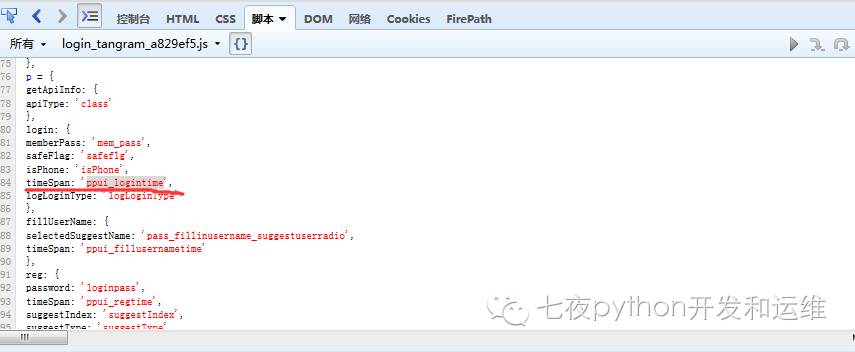 控制台 HTML CSS 脚本 DOM 网络 Cookies FirePath
所有 login_tangram_a829ef5.js {}
75 },
76 p = {
77 getApiInfo: {
78 apiType: 'class'
79 },
80 login: {
81 memberPass: 'mem_pass',
82 safeFlag: 'safeflg',
83 isPhone: 'isPhone',
84 timeSpan: 'ppui_logintime',
85 logLoginType: 'logLoginType'
86 },
87 fillUserName: {
88 selectedSuggestName: 'pass_fillinusername_suggestuserradio',
89 timeSpan: 'ppui_fillusernametime'
90 },
91 reg: {
92 password: 'loginpass',
93 timeSpan: 'ppui_regtime',
94 suggestIndex: 'suggestIndex',
95 suggestType: 'suggestType'
七夜python开发和运维